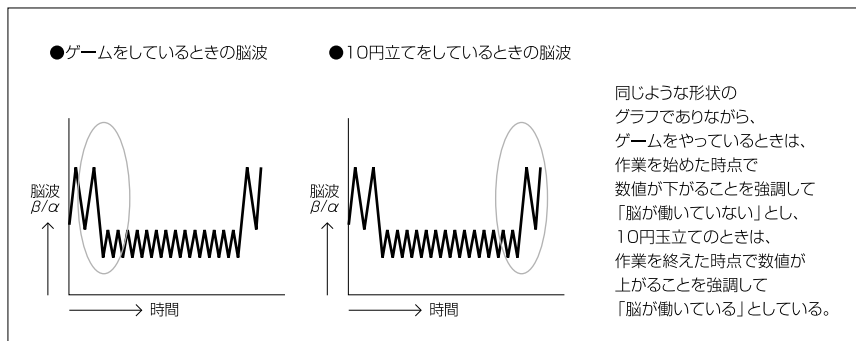 ●ゲームをしているときの脳波
脳波
β/α
時間
●10円立てをしているときの脳波
脳波
β/α
時間
同じような形状の
グラフでありながら、
ゲームをやっているときは、
作業を始めた時点で
数値が下がることを強調して
「脳が働いていない」とし、
10円玉立てのときは、
作業を終えた時点で数値が
上がることを強調して
「脳が働いている」としている。